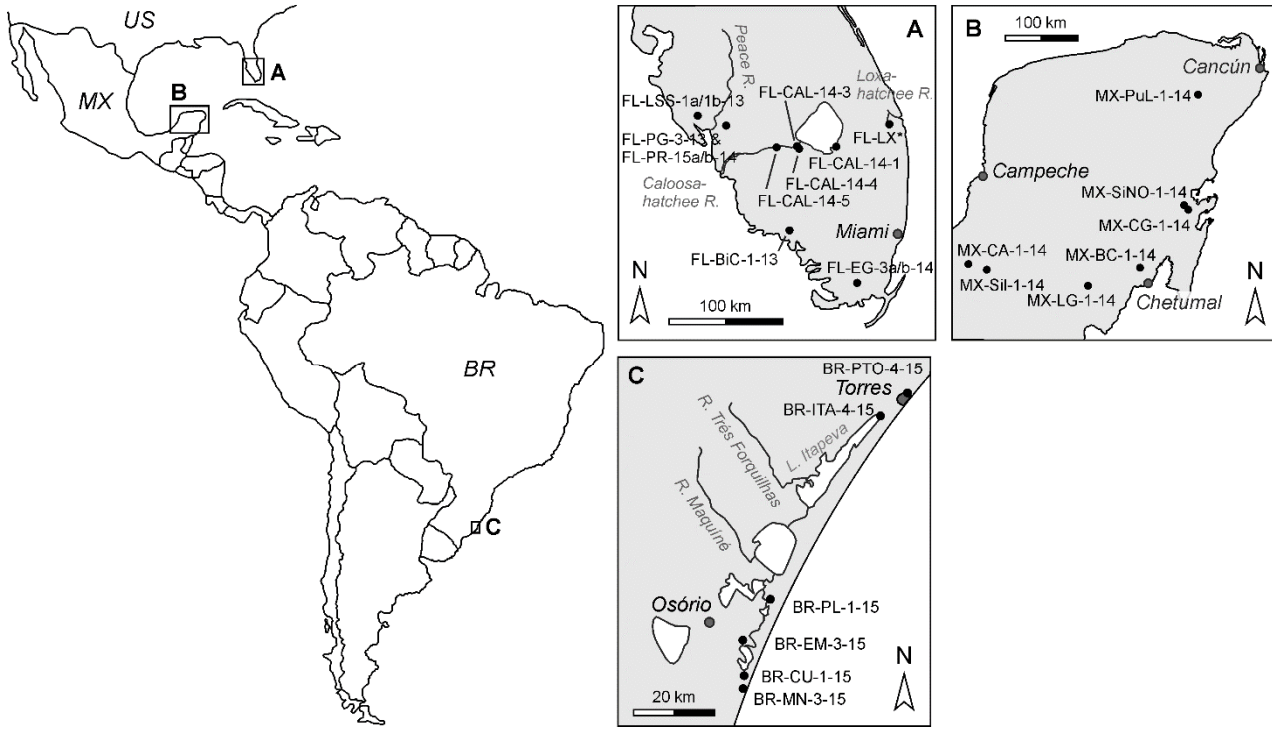 US
MX
A
B
BR
C
A
Peace R.
Loxa-
hatchee R.
FL-CAL-14-3
FL-LSS-1a/1b-13
FL-PG-3-13 &
FL-PR-15a/b-14
FL-LX*
FL-CAL-14-1
FL-CAL-14-4
FL-CAL-14-5
Caloosa-
hatchee R.
Miami
FL-BiC-1-13
FL-EG-3a/b-14
N
100 km
B
100 km
Cancún
MX-PuL-1-14
Campeche
MX-SiNO-1-14
MX-CG-1-14
MX-CA-1-14
MX-BC-1-14
MX-Sil-1-14
MX-LG-1-14
Chetumal
N
C
BR-PTO-4-15
Torres
BR-ITA-4-15
R. Trés Forquilhas
L. Itapeva
R. Maquíné
Osório
BR-PL-1-15
BR-EM-3-15
BR-CU-1-15
BR-MN-3-15
N
20 km